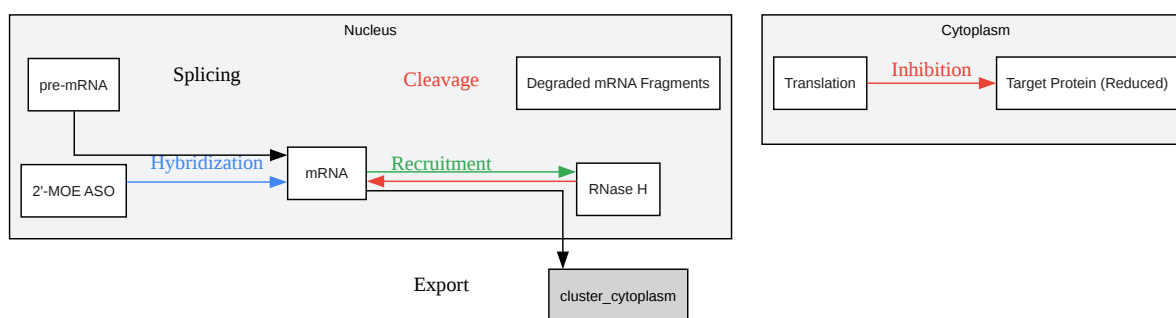 Nucleus
Cytoplasm
Splicing
pre-mRNA
Cleavage
Degraded mRNA Fragments
Translation
Inhibition
Target Protein (Reduced)
Hybridization
2'-MOE ASO
mRNA
Recruitment
RNase H
Export
cluster_cytoplasm